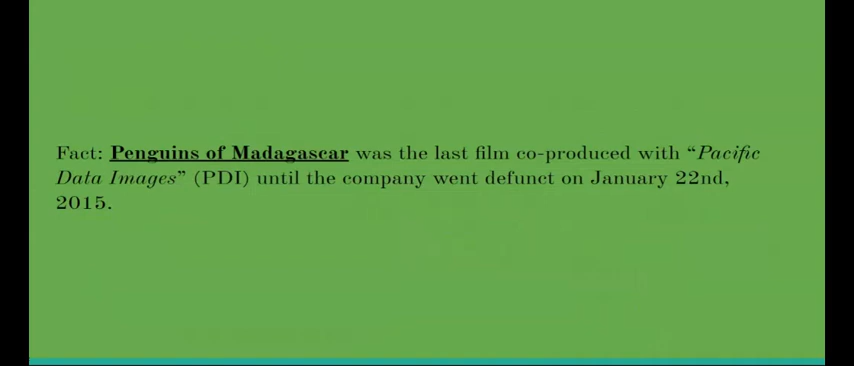 Fact: Penguins of Madagascar was the last film co-produced with “Pacific
Data Images” (PDI) until the company went defunct on January 22nd,
2015.